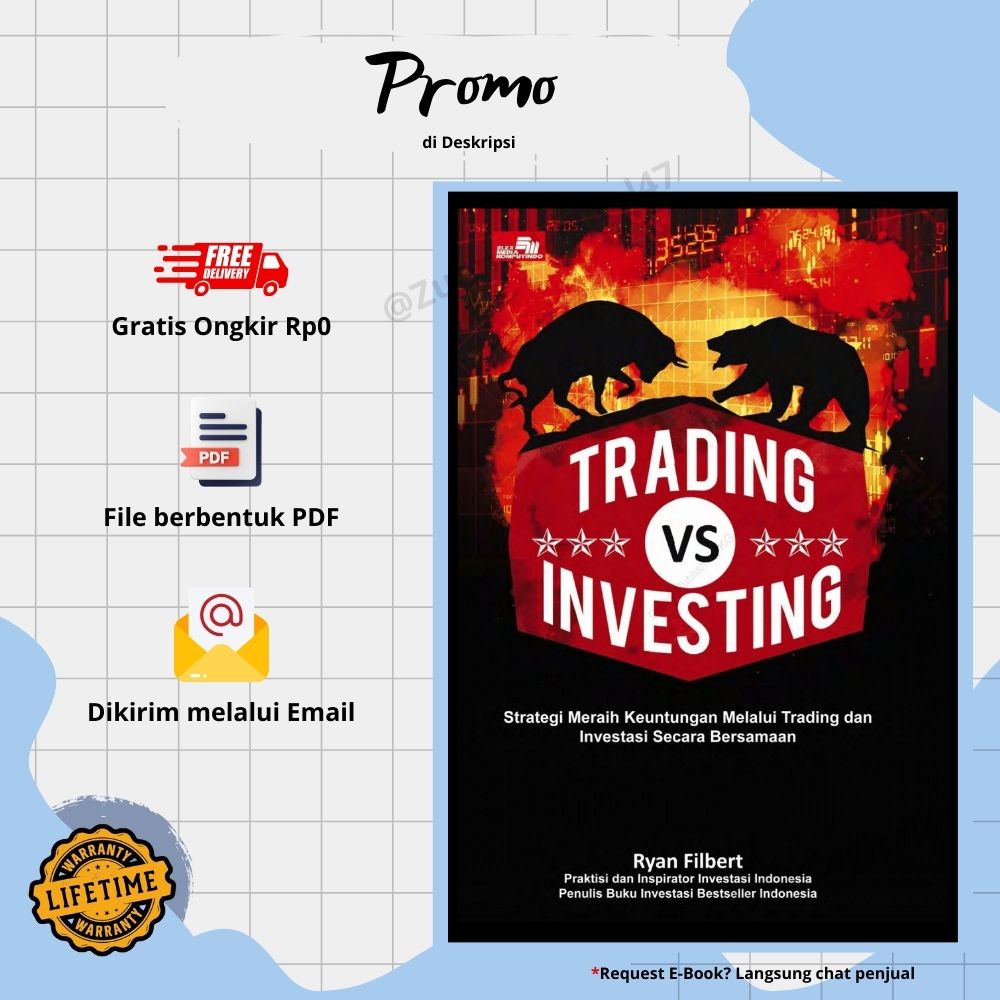 Promo
di Deskripsi
FREE
DELIVERY
Gratis Ongkir Rp0
PDF
File berbentuk PDF
@
Dikirim melalui Email
WARRANTY
LIFETIME
WARRANTY
@Zu
47
ELEX
MEDIA
KOMPUTINDO
TRADING
VS
INVESTING
Strategi Meraih Keuntungan Melalui Trading dan
Investasi Secara Bersamaan
Ryan Filbert
Praktisi dan Inspirator Investasi Indonesia
Penulis Buku Investasi Bestseller Indonesia
*Request E-Book? Langsung chat penjual